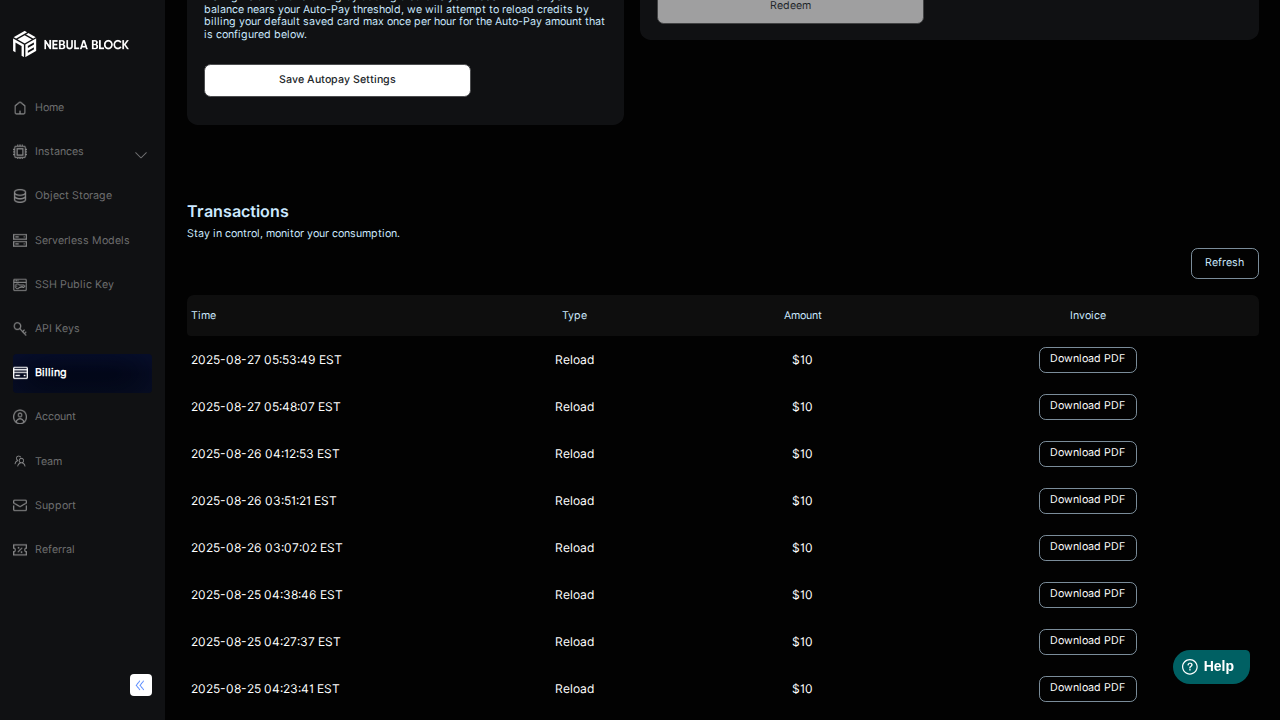 balance nears your Auto-Pay threshold, we will attempt to reload credits by
billing your default saved card max once per hour for the Auto-Pay amount that
is configured below.
Save Autopay Settings
Redeem
NEBULA BLOCK
Home
Instances
Object Storage
Serverless Models
SSH Public Key
API Keys
Billing
Account
Team
Support
Referral
Transactions
Stay in control, monitor your consumption.
Refresh
Time Type Amount Invoice
2025-08-27 05:53:49 EST Reload $10 Download PDF
2025-08-27 05:48:07 EST Reload $10 Download PDF
2025-08-26 04:12:53 EST Reload $10 Download PDF
2025-08-26 03:51:21 EST Reload $10 Download PDF
2025-08-26 03:07:02 EST Reload $10 Download PDF
2025-08-25 04:38:46 EST Reload $10 Download PDF
2025-08-25 04:27:37 EST Reload $10 Download PDF
2025-08-25 04:23:41 EST Reload $10 Download PDF
Help